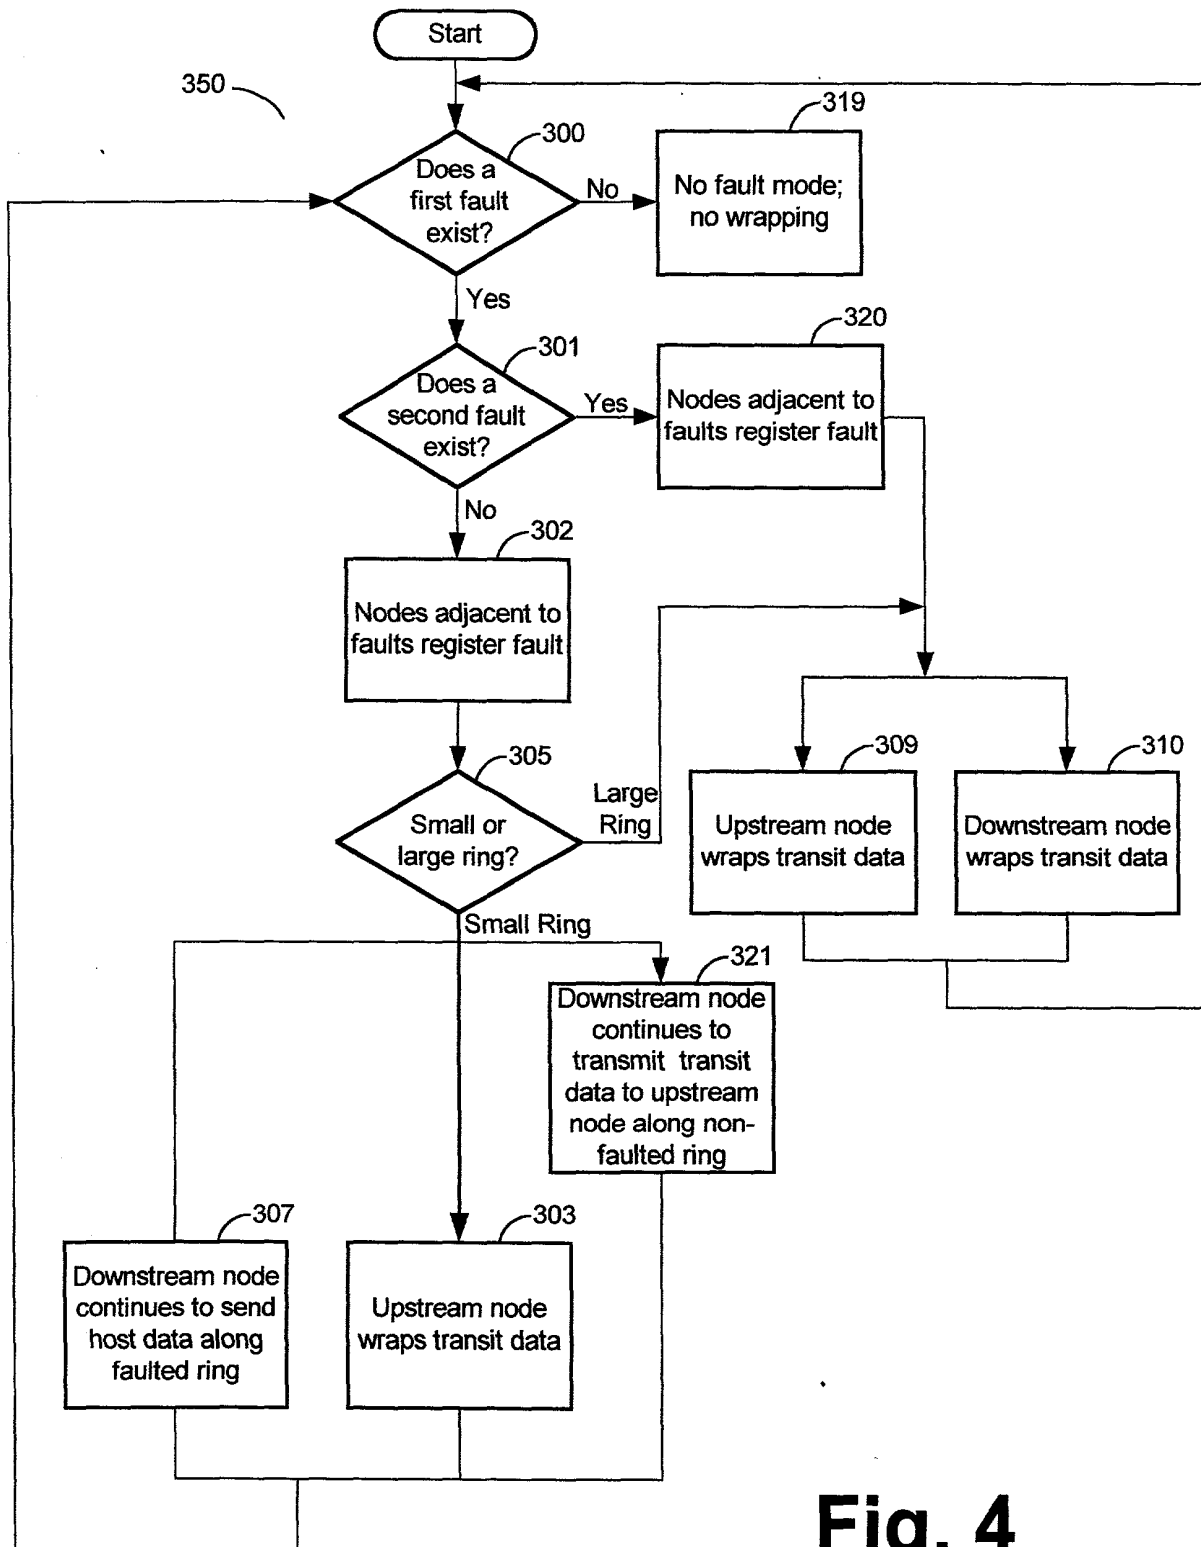 Start
350
300
319
Does a
first fault
exist?
No
No fault mode;
no wrapping
Yes
301
320
Does a
second fault
exist?
Yes
Nodes adjacent to
faults register fault
No
302
Nodes adjacent to
faults register fault
305
Small or
large ring?
Large
Ring
309
310
Upstream node
wraps transit data
Downstream node
wraps transit data
Small Ring
321
Downstream node
continues to
transmit transit
data to upstream
node along non-
faulted ring
307
303
Downstream node
continues to send
host data along
faulted ring
Upstream node
wraps transit data
Fig. 4